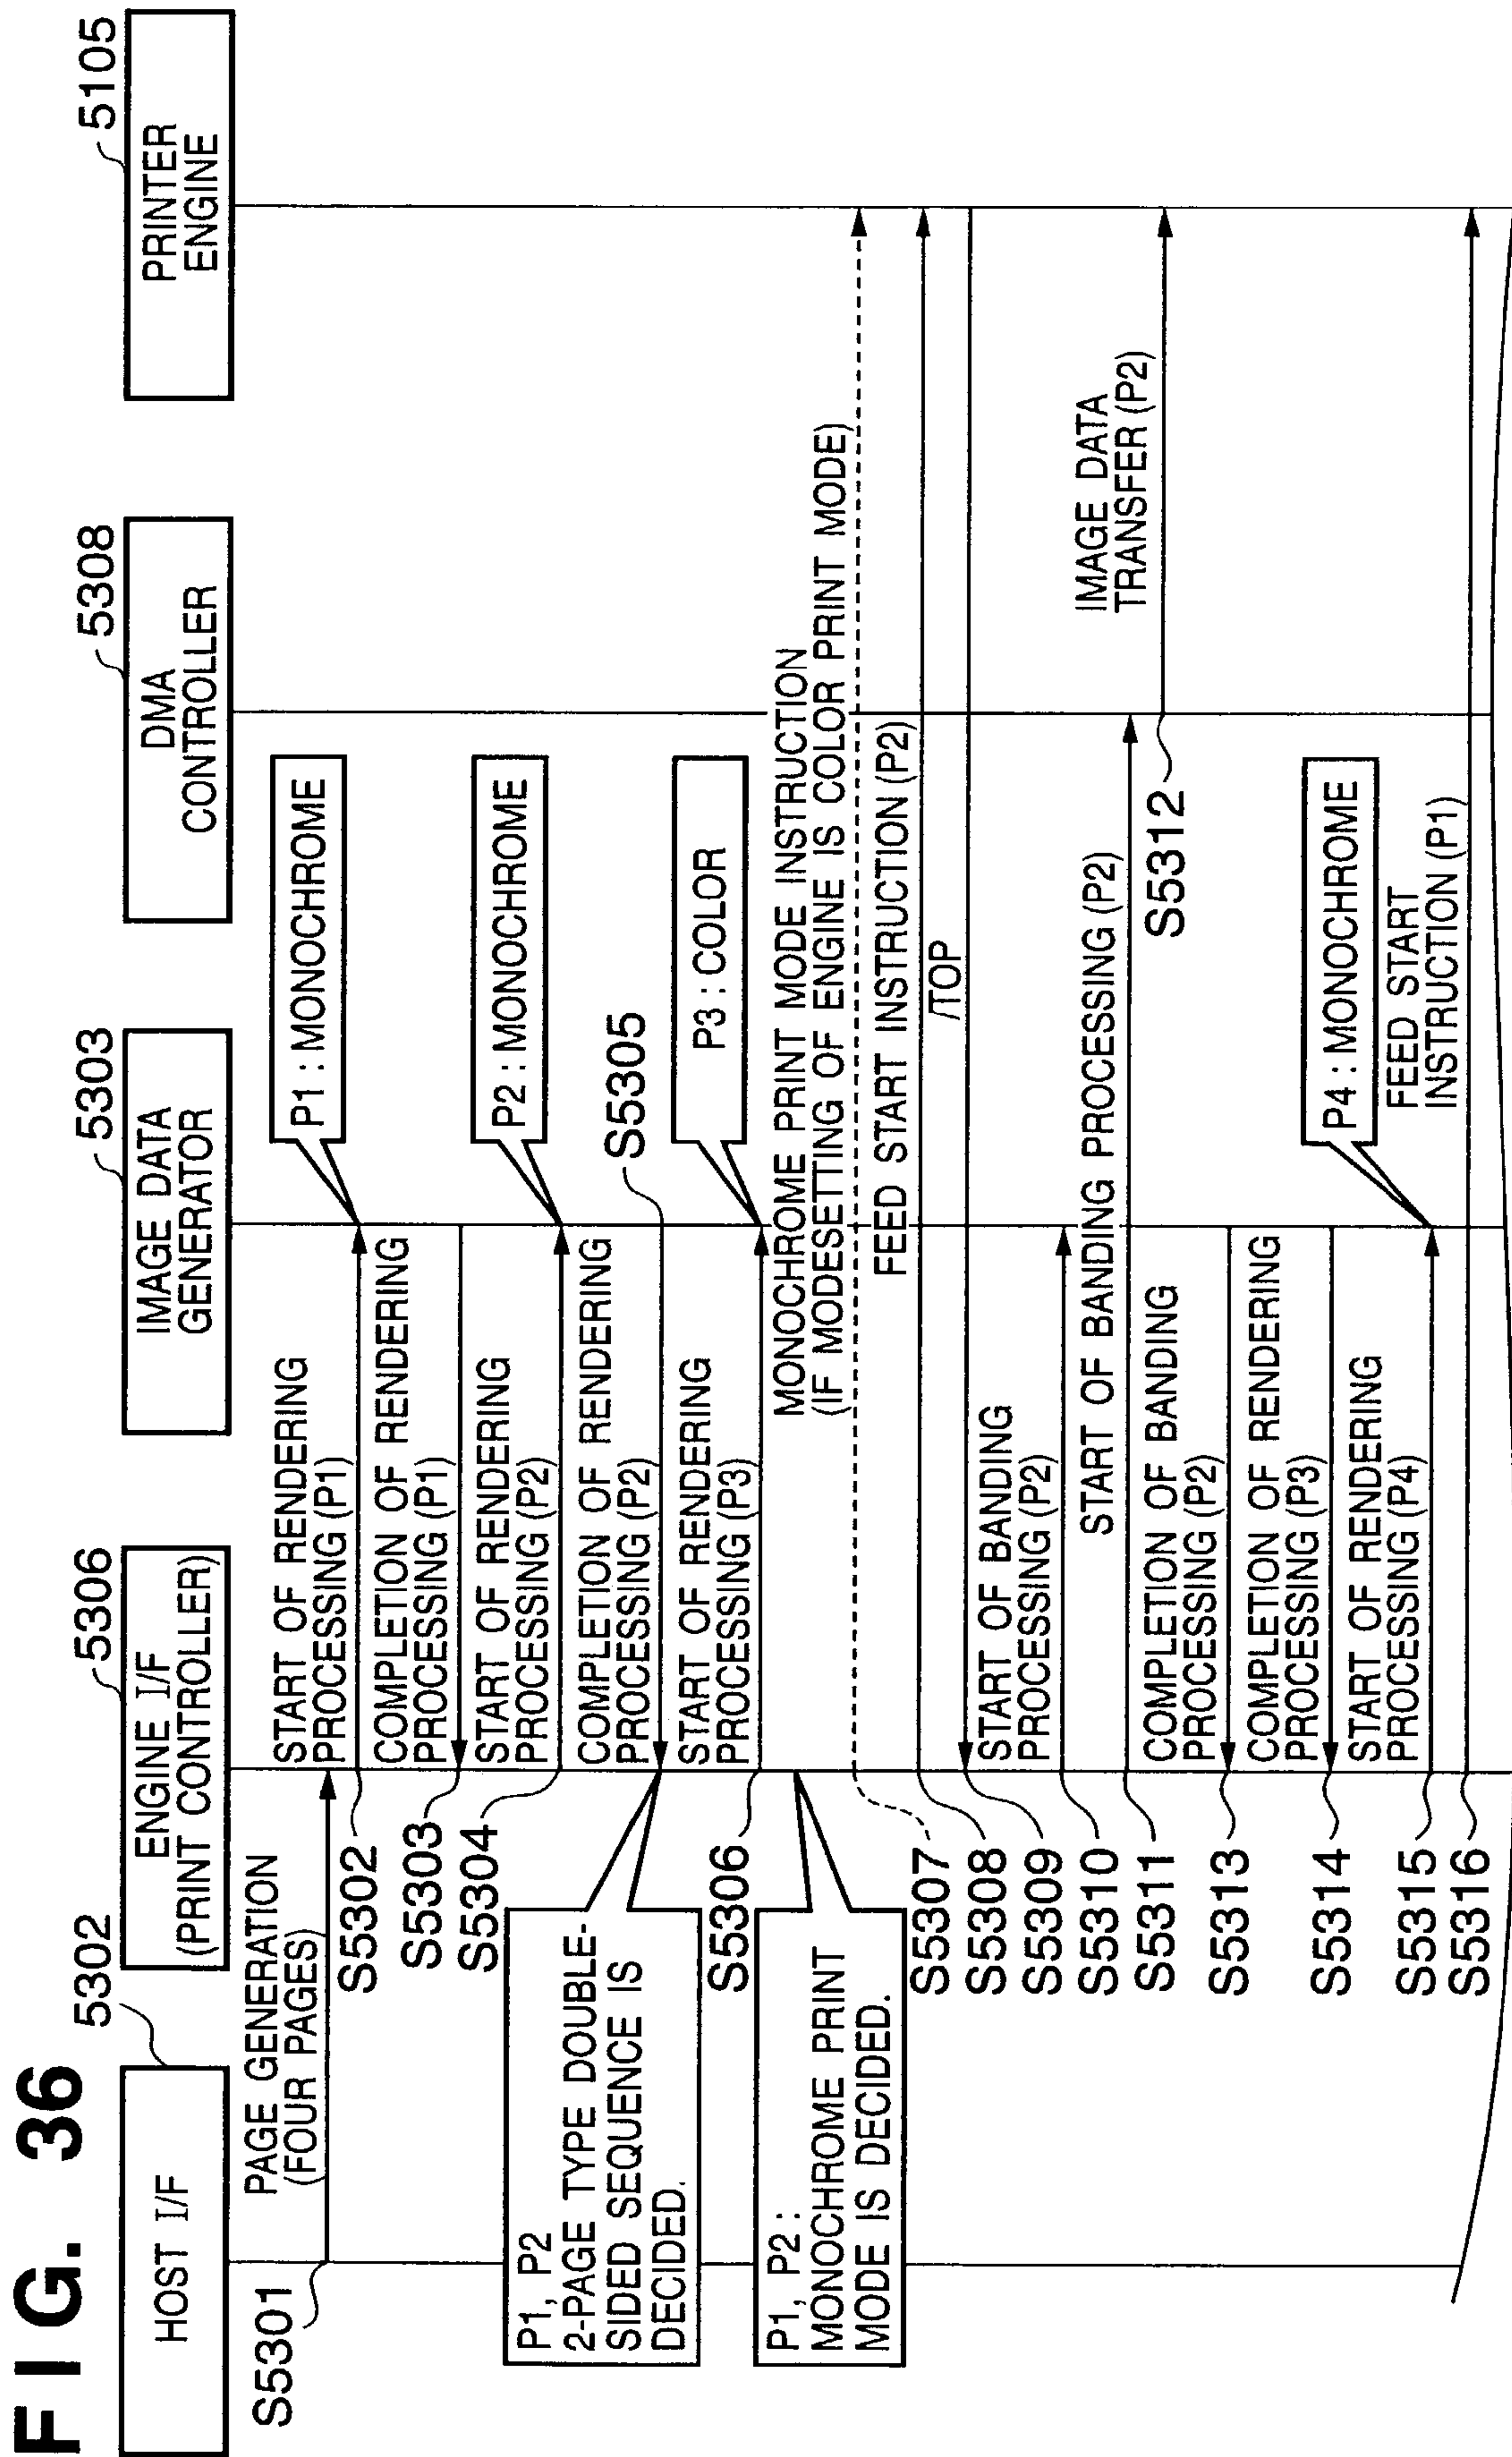 FIG. 36
5302
5306
5303
5308
5105
HOST I/F
ENGINE I/F
(PRINT CONTROLLER)
IMAGE DATA
GENERATOR
DMA
CONTROLLER
PRINTER
ENGINE
S5301
PAGE GENERATION
(FOUR PAGES)
START OF RENDERING
PROCESSING (P1)
P1 : MONOCHROME
S5302
COMPLETION OF RENDERING
PROCESSING (P1)
S5303
START OF RENDERING
PROCESSING (P2)
P2 : MONOCHROME
S5304
COMPLETION OF RENDERING
PROCESSING (P2)
S5305
P1, P2
2-PAGE TYPE DOUBLE-
SIDED SEQUENCE IS
DECIDED.
START OF RENDERING
PROCESSING (P3)
P3 : COLOR
S5306
P1, P2 :
MONOCHROME PRINT
MODE IS DECIDED.
MONOCHROME PRINT MODE INSTRUCTION
(IF MODESETTING OF ENGINE IS COLOR PRINT MODE)
S5307
FEED START INSTRUCTION (P2)
S5308
/TOP
S5309
START OF BANDING
PROCESSING (P2)
S5310
START OF BANDING PROCESSING (P2)
S5311
IMAGE DATA
TRANSFER (P2)
S5312
COMPLETION OF BANDING
PROCESSING (P2)
S5313
COMPLETION OF RENDERING
PROCESSING (P3)
S5314
START OF RENDERING
PROCESSING (P4)
P4 : MONOCHROME
S5315
FEED START
INSTRUCTION (P1)
S5316